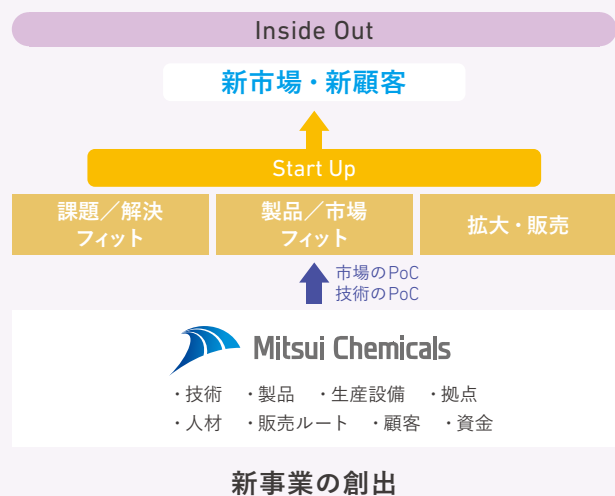 Inside Out
新市場・新顧客
Start Up
課題／解決
フィット
製品／市場
フィット
拡大・販売
市場のPoC
技術のPoC
Mitsui Chemicals
・技術 ・製品 ・生産設備 ・拠点
・人材 ・販売ルート ・顧客 ・資金
新事業の創出